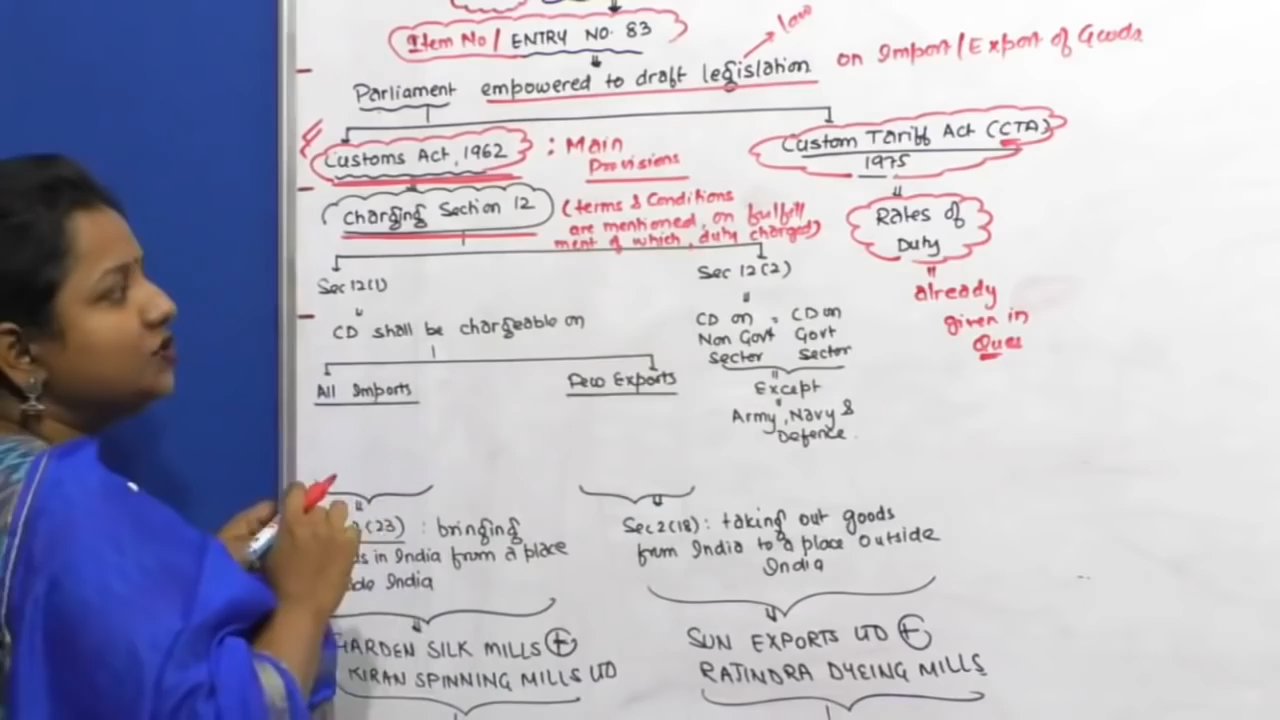 Item No/ ENTRY NO. 83
law
Parliament empowered to draft legislation on Import/Export of Goods
Customs Act, 1962 : Main Provisions
Custom Tariff Act (CTA)
1975
Charging Section 12
(terms & Conditions
are mentioned, on fulfill
ment of which, duty charged)
Rates of
Duty
already
given in
Ques
Sec 12(1)
CD shall be chargeable on
All Imports
Few Exports
Sec 12(2)
CD on = CD on
Non Govt Govt
Sector Sector
Except
Army, Navy &
Defence.
(23) : bringing
in India from a place
India
Sec 2(18): taking out goods
from India to a place outside
India
GARDEN SILK MILLS +
KIRAN SPINNING MILLS LTD
SUN EXPORTS LTD +
RAJINDRA DYEING MILLS